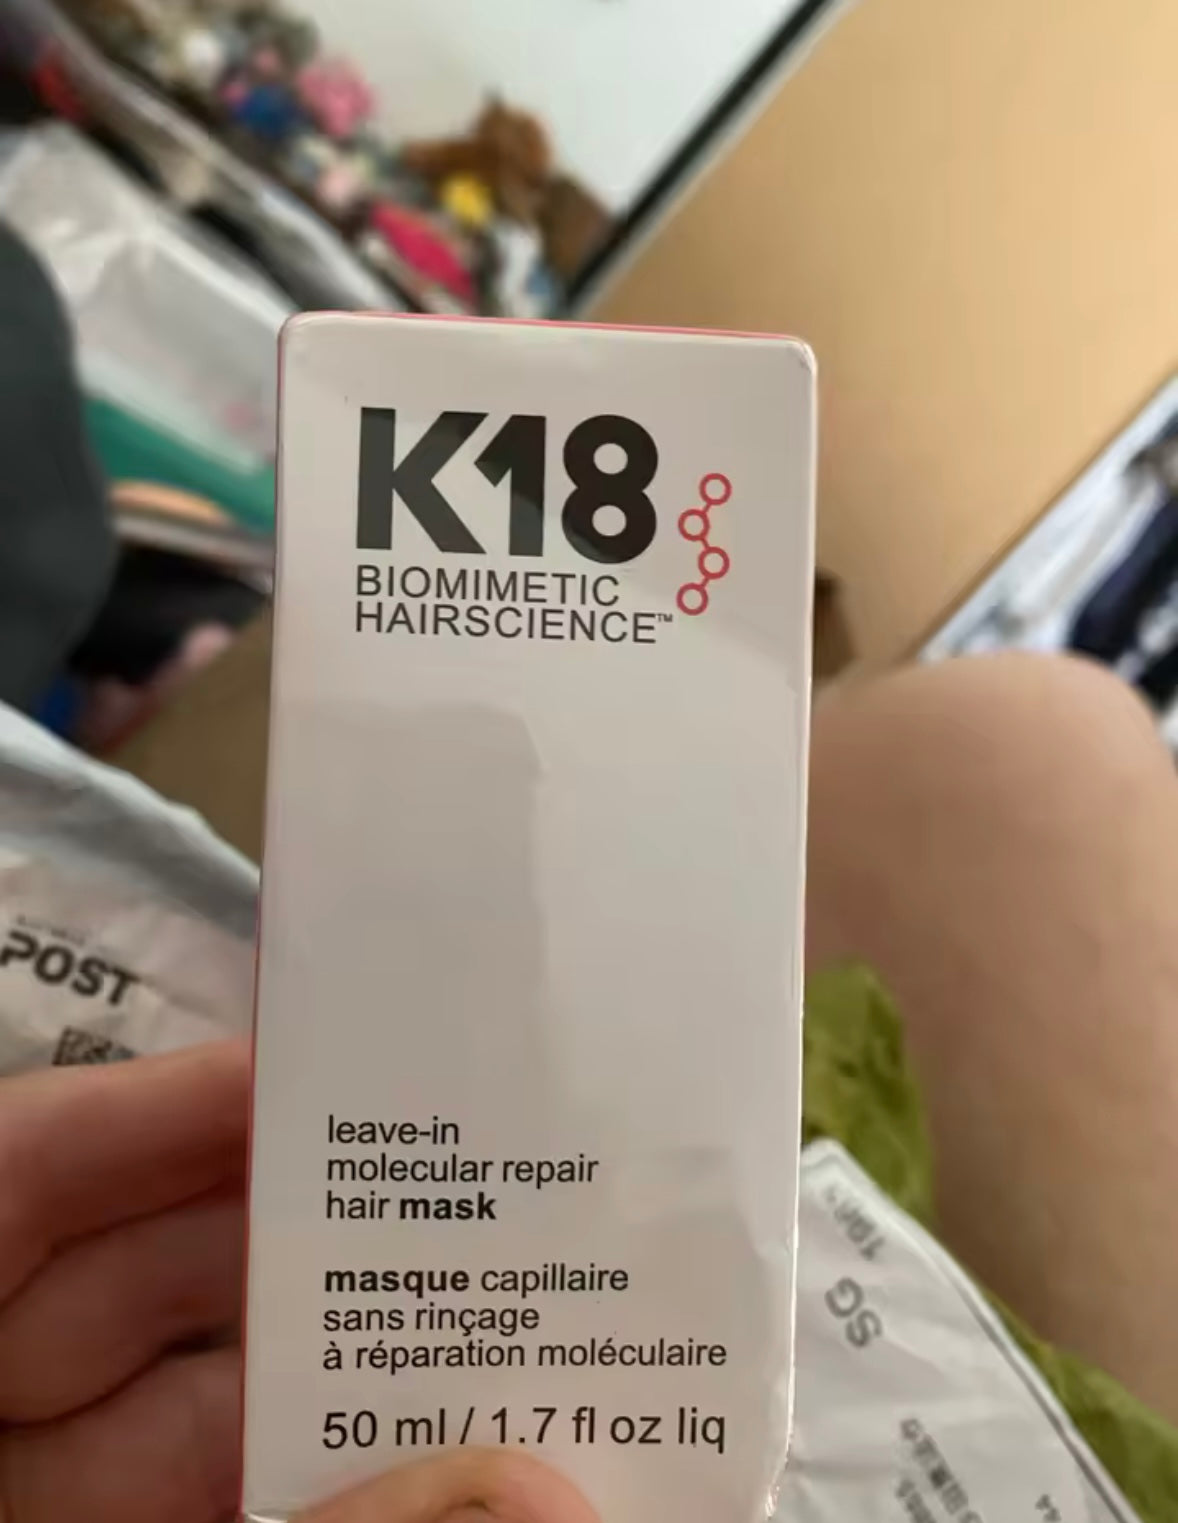 K18
BIOMIMETIC
HAIRSCIENCE™
leave-in
molecular repair
hair mask
masque capillaire
sans rinçage
à réparation moléculaire
50 ml / 1.7 fl oz liq
POST
SG